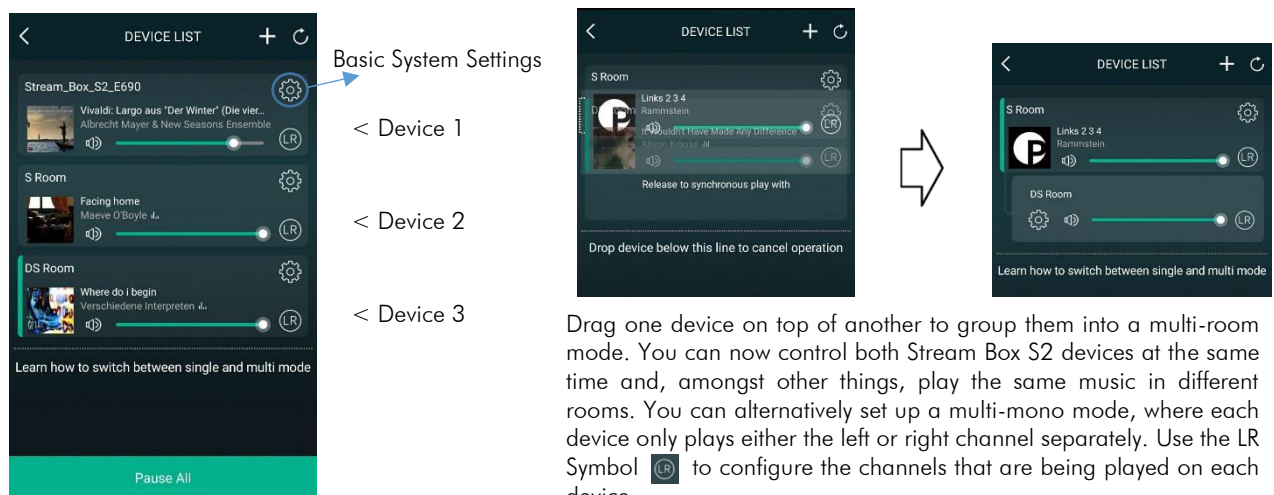 DEVICE LIST
Stream_Box_S2_E690
Vivaldi: Largo aus "Der Winter" (Die vier...
Albrecht Mayer & New Seasons Ensemble
LR
S Room
Facing home
Maeve O'Boyle
LR
DS Room
Where do i begin
Verschiedene Interpreten
LR
Learn how to switch between single and multi mode
Pause All
Basic System Settings
< Device 1
< Device 2
< Device 3
DEVICE LIST
S Room
Links 2 3 4
Rammstein
LR
It Wouldn't Have Made Any Difference
Alison Krauss
LR
Release to synchronous play with
Drop device below this line to cancel operation
DEVICE LIST
S Room
Links 2 3 4
Rammstein
LR
DS Room
LR
Learn how to switch between single and multi mode
Drag one device on top of another to group them into a multi-room
mode. You can now control both Stream Box S2 devices at the same
time and, amongst other things, play the same music in different
rooms. You can alternatively set up a multi-mono mode, where each
device only plays either the left or right channel separately. Use the LR
Symbol LR to configure the channels that are being played on each
device